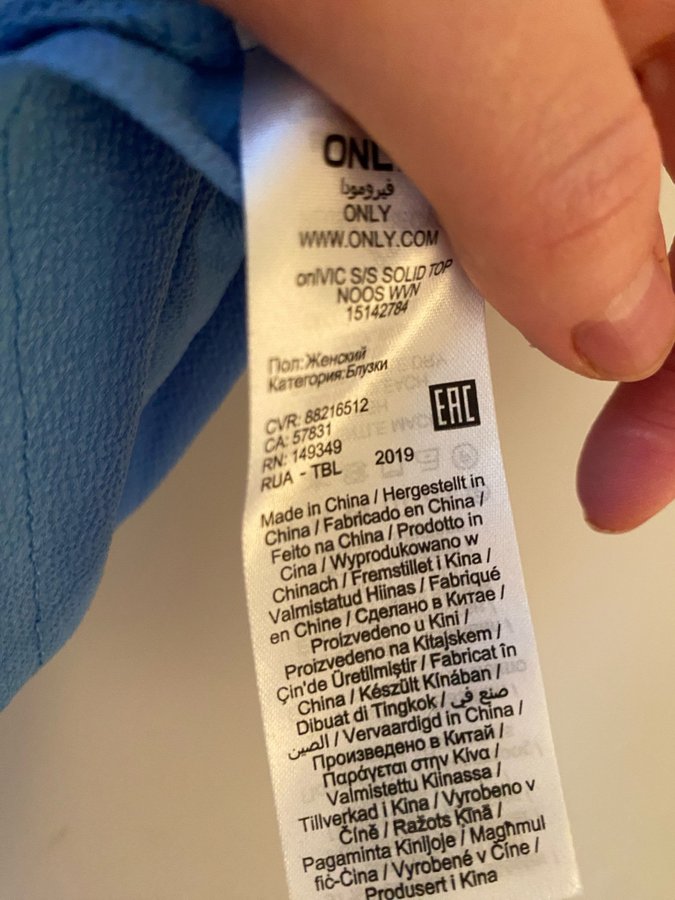 ONL
فيرومودا
ONLY
WWW.ONLY.COM
onlVIC S/S SOLID TOP
NOOS WVN
15142784
Пол:Женский
Категория:Блузки
CVR: 88216512
CA: 57831
RN: 149349
RUA - TBL 2019
EAC
Made in China / Hergestellt in
China / Fabricado en China /
Feito na China / Prodotto in
Cina / Wyprodukowano w
Chinach / Fremstillet i Kina /
Valmistatud Hiinas / Fabriqué
en Chine / Сделано в Китае /
Proizvedeno u Kini /
Proizvedeno na Kitajskem /
Çin'de Üretilmiştir / Fabricat în
China / Készült Kínában /
Dibuat di Tingkok / صنع في
الصين / Vervaardigd in China /
Произведено в Китай /
Παράγεται στην Κίνα /
Valmistettu Kiinassa /
Tillverkad i Kina / Vyrobeno v
Číně / Ražots Ķīnā /
Pagaminta Kinijoje / Magħmul
fiċ-Ċina / Vyrobené v Číne /
Produsert i Kina